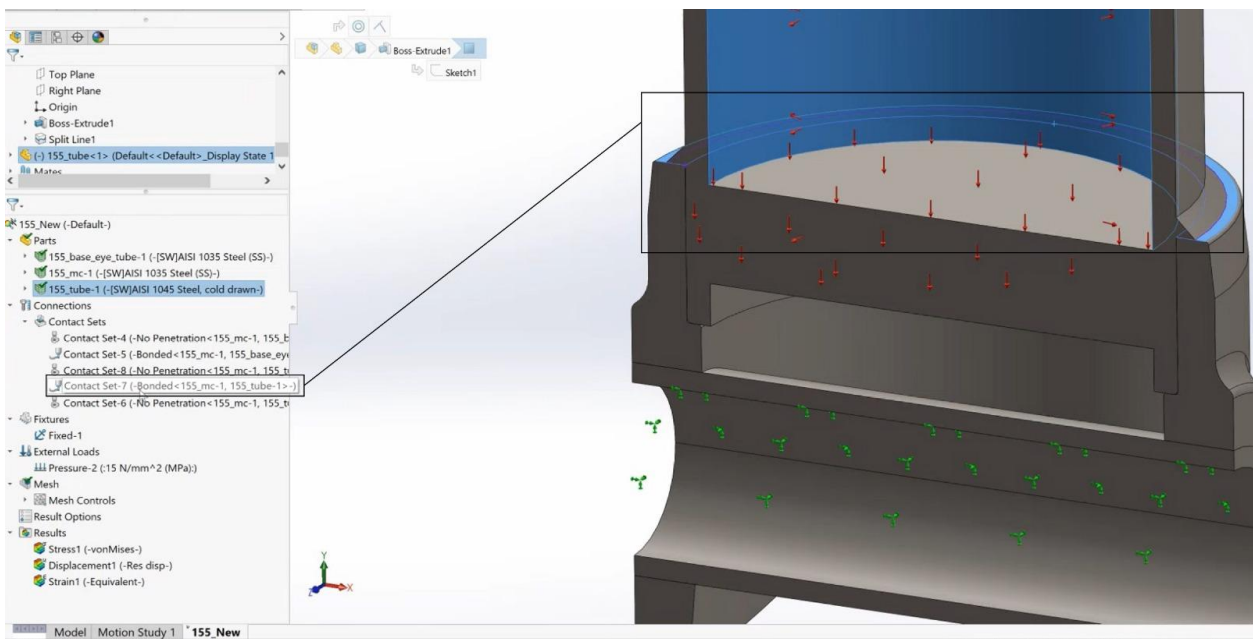 Top Plane
Right Plane
Origin
Boss-Extrude1
Split Line1
(-) 155_tube<1> (Default<<Default>_Display State 1
Mates
155_New (-Default-)
Parts
155_base_eye_tube-1 (-[SW]AISI 1035 Steel (SS)-)
155_mc-1 (-[SW]AISI 1035 Steel (SS)-)
155_tube-1 (-[SW]AISI 1045 Steel, cold drawn-)
Connections
Contact Sets
Contact Set-4 (-No Penetration<155_mc-1, 155_b
Contact Set-5 (-Bonded<155_mc-1, 155_base_eye
Contact Set-8 (-No Penetration<155_mc-1, 155_t
Contact Set-7 (-Bonded<155_mc-1, 155_tube-1>-)
Contact Set-6 (-No Penetration<155_mc-1, 155_t
Fixtures
Fixed-1
External Loads
Pressure-2 (:15 N/mm^2 (MPa):)
Mesh
Mesh Controls
Result Options
Results
Stress1 (-vonMises-)
Displacement1 (-Res disp-)
Strain1 (-Equivalent-)
Boss-Extrude1
Sketch1
Y
X
Z
Model Motion Study 1 *155_New